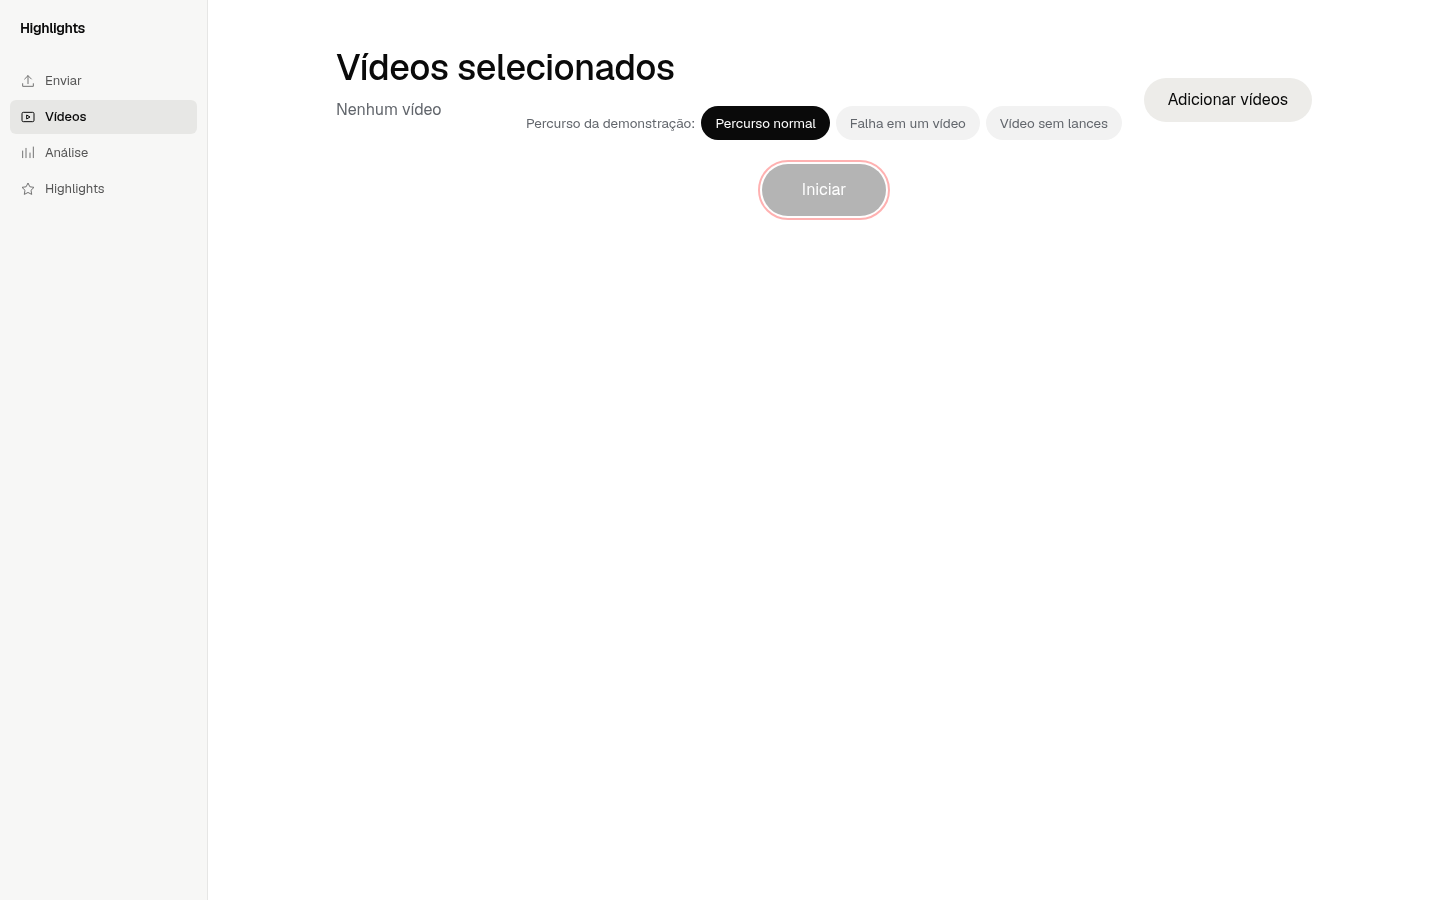 Highlights
Enviar
Vídeos
Análise
Highlights
Vídeos selecionados
Nenhum vídeo
Percurso da demonstração: Percurso normal Falha em um vídeo Vídeo sem lances
Adicionar vídeos
Iniciar